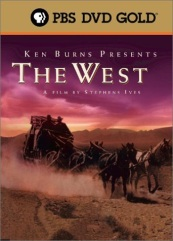 PBS DVD GOLD
KEN BURNS PRESENTS
THE WEST
A FILM BY STEPHEN IVES